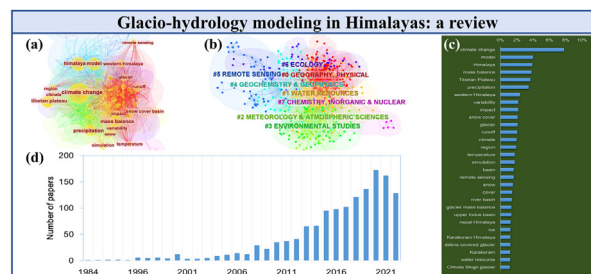 Glacio-hydrology modeling in Himalayas: a review
(a)
remote sensing
himalaya model
western himalaya
region
climate
climate change
tibetan plateau
snow cover basin
impact
mass balance
precipitation
variability
snow
simulation
temperature
(b)
#6 ECOLOGY
#5 REMOTE SENSING
#0 GEOGRAPHY, PHYSICAL
#4 GEOCHEMISTRY & GEOPHYSICS
#1 WATER RESOURCES
#7 CHEMISTRY, INORGANIC & NUCLEAR
#2 METEOROLOGY & ATMOSPHERIC SCIENCES
#3 ENVIRONMENTAL STUDIES
(c)
0% 2% 4% 6% 8% 10%
climate change
model
Himalaya
mass balance
Tibetan Plateau
precipitation
western Himalaya
variability
impact
snow cover
glacier
runoff
climate
region
temperature
simulation
basin
remote sensing
snow
cover
river basin
glacier mass balance
upper Indus basin
nepal Himalaya
ice
Karakoram Himalaya
debris covered glacier
Karakoram
water resource
Chhota Shigri glacier
(d)
Number of papers
200
150
100
50
0
1984 1996 2001 2006 2011 2016 2021